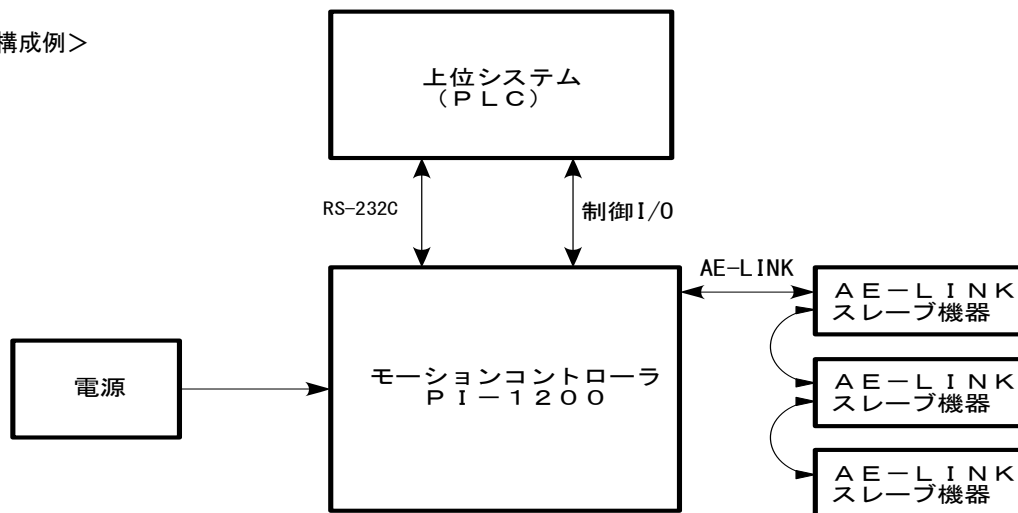 構成例＞
上位システム
（ＰＬＣ）
RS-232C
制御I/O
AE-LINK
電源
モーションコントローラ
ＰＩ－１２００
ＡＥ－ＬＩＮＫ
スレーブ機器
ＡＥ－ＬＩＮＫ
スレーブ機器
ＡＥ－ＬＩＮＫ
スレーブ機器